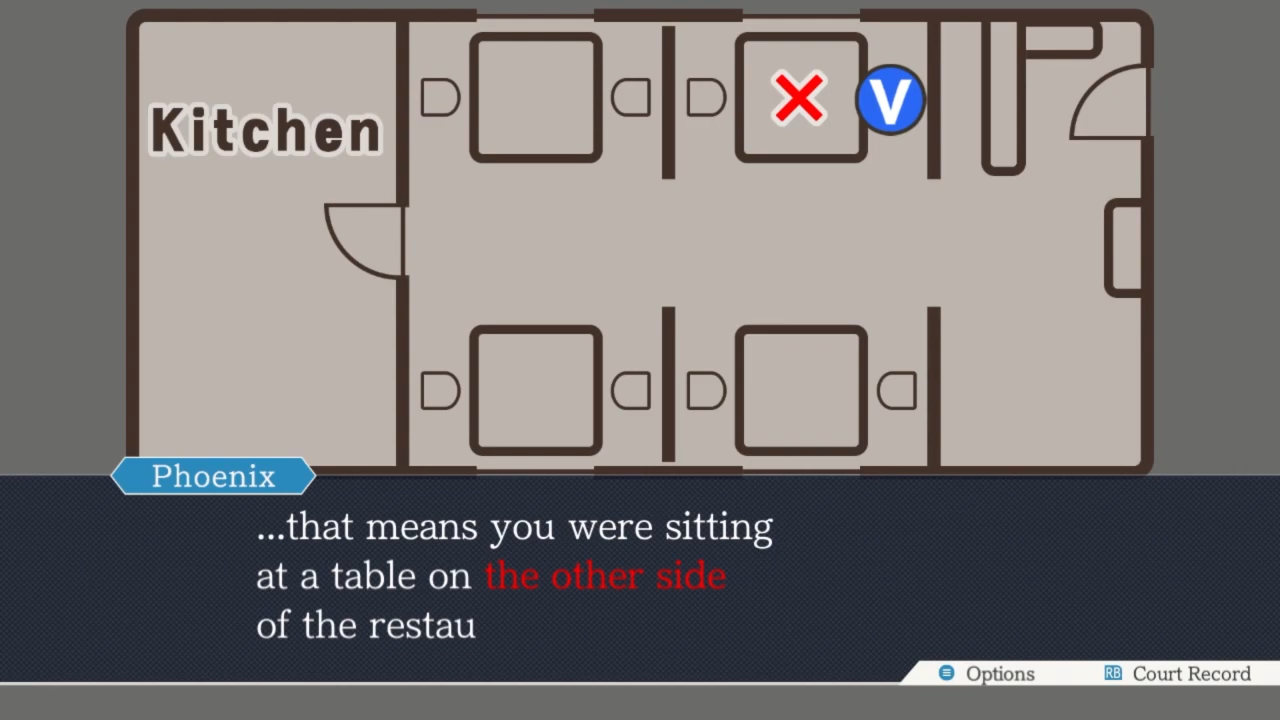 Kitchen
V
Phoenix
...that means you were sitting
at a table on the other side
of the restau
Options
RB Court Record